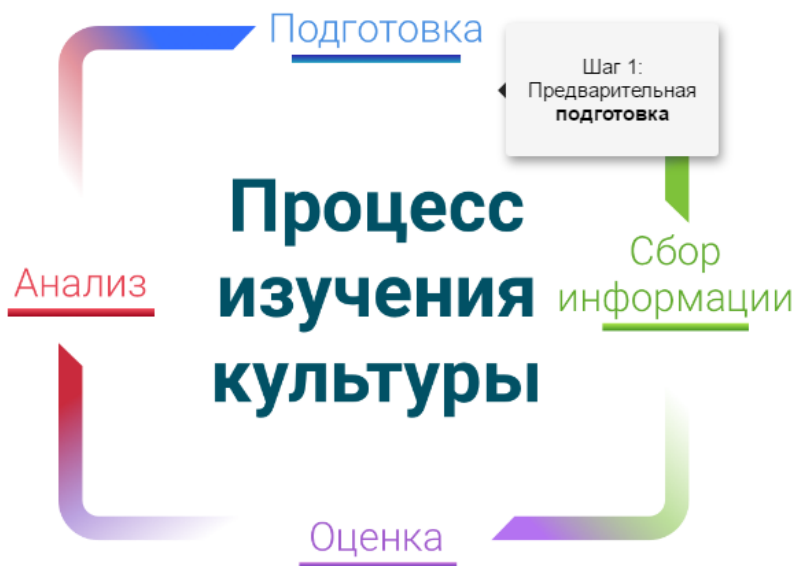 Подготовка
Шаг 1:
Предварительная
подготовка
Процесс
изучения
культуры
Сбор
информации
Анализ
Оценка